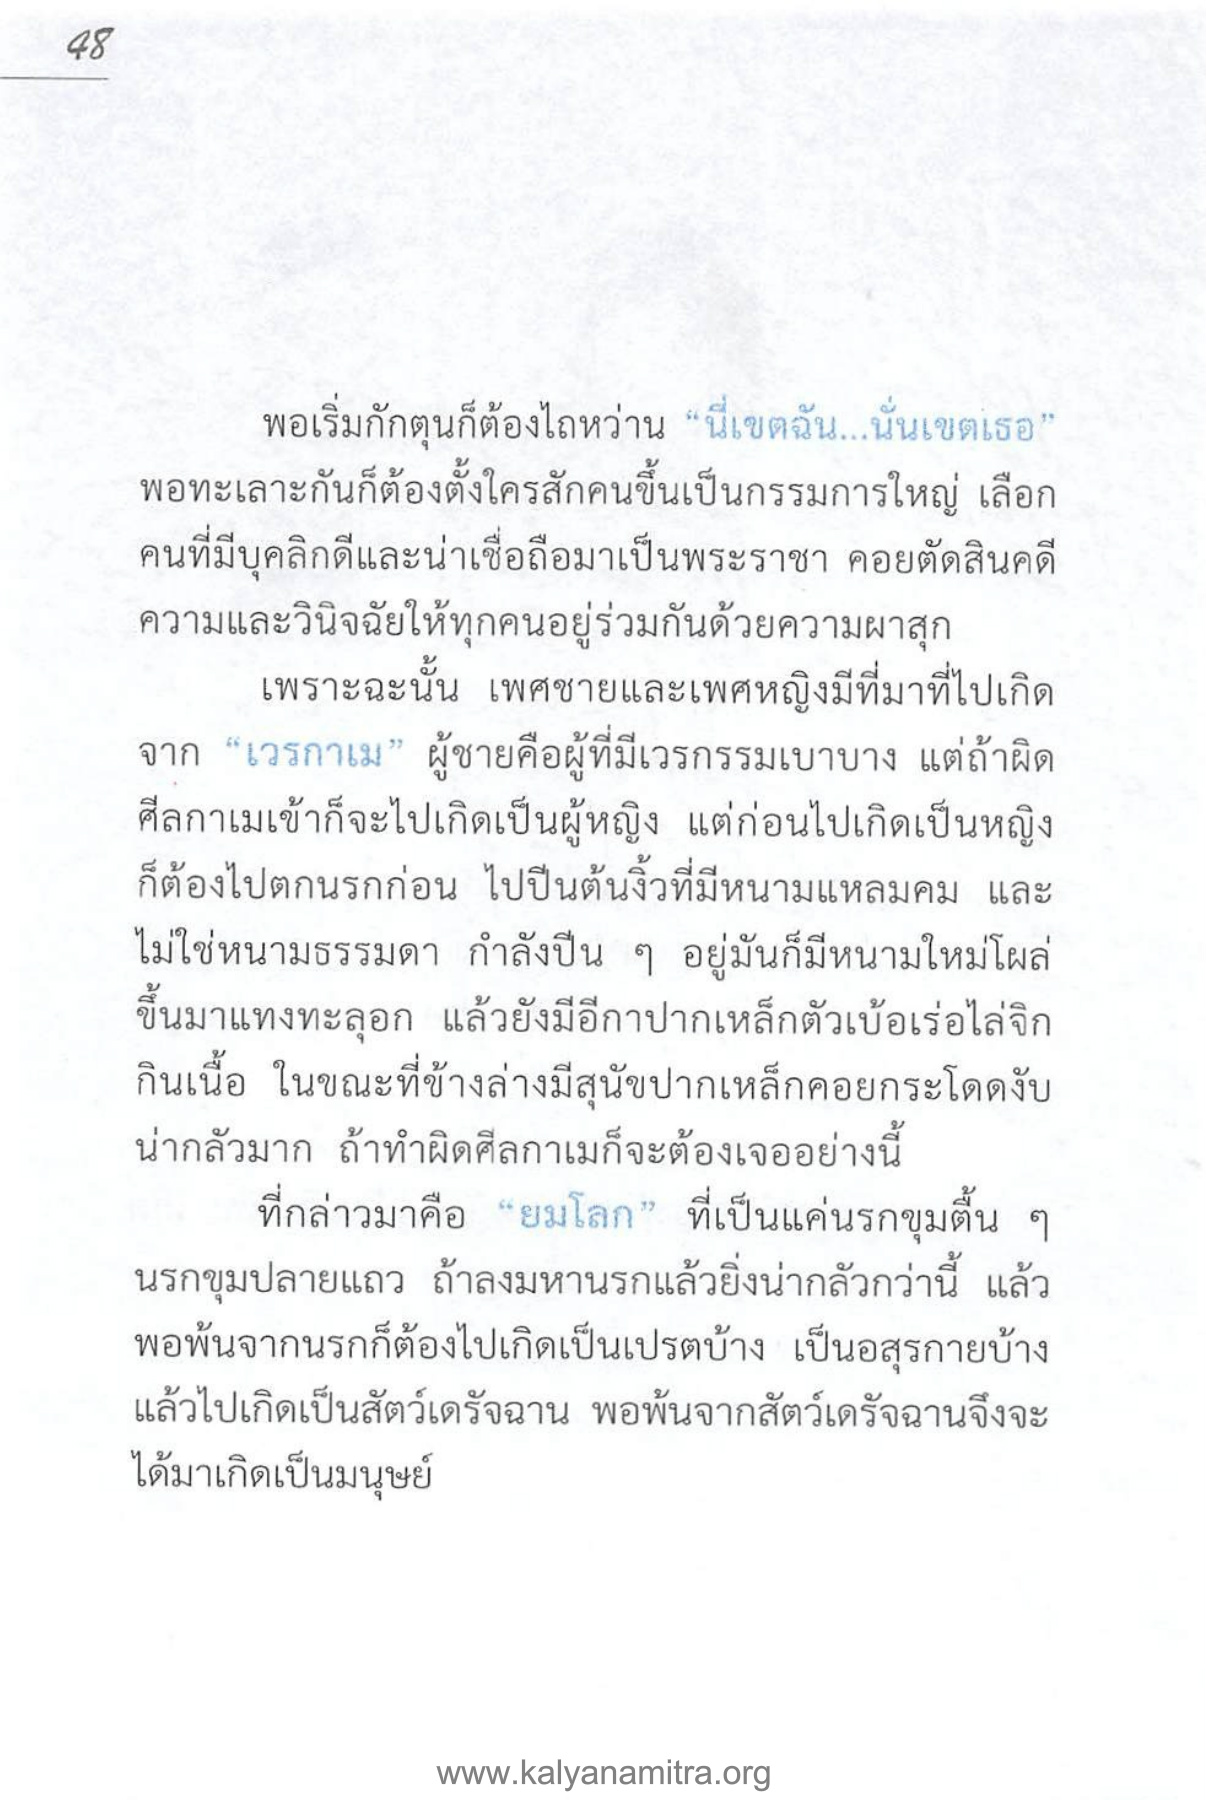 48
พอเริ่มกักตุนก็ต้องไถหว่าน “นี่เขตฉัน...นั่นเขตเธอ”
พอทะเลาะกันก็ต้องตั้งใครสักคนขึ้นเป็นกรรมการใหญ่ เลือก
คนที่มีบุคลิกดีและน่าเชื่อถือมาเป็นพระราชา คอยตัดสินคดี
ความและวินิจฉัยให้ทุกคนอยู่ร่วมกันด้วยความผาสุก
เพราะฉะนั้น เพศชายและเพศหญิงมีที่มาที่ไปเกิด
จาก “เวรกาเม” ผู้ชายคือผู้ที่มีเวรกรรมเบาบาง แต่ถ้าผิด
ศีลกาเมเข้าก็จะไปเกิดเป็นผู้หญิง แต่ก่อนไปเกิดเป็นหญิง
ก็ต้องไปตกนรกก่อน ไปปีนต้นงิ้วที่มีหนามแหลมคม และ
ไม่ใช่หนามธรรมดา กำลังปีน ๆ อยู่มันก็มีหนามใหม่โผล่
ขึ้นมาแทงทะลุอก แล้วยังมีอีกาปากเหล็กตัวเบ้อเร่อไล่จิก
กินเนื้อ ในขณะที่ข้างล่างมีสุนัขปากเหล็กคอยกระโดดงับ
น่ากลัวมาก ถ้าทำผิดศีลกาเมก็จะต้องเจออย่างนี้
ที่กล่าวมาคือ “ยมโลก” ที่เป็นแค่นรกขุมตื้น ๆ
นรกขุมปลายแถว ถ้าลงมหานรกแล้วยิ่งน่ากลัวกว่านี้ แล้ว
พอพ้นจากนรกก็ต้องไปเกิดเป็นเปรตบ้าง เป็นอสุรกายบ้าง
แล้วไปเกิดเป็นสัตว์เดรัจฉาน พอพ้นจากสัตว์เดรัจฉานจึงจะ
ได้มาเกิดเป็นมนุษย์
www.kalyanamitra.org